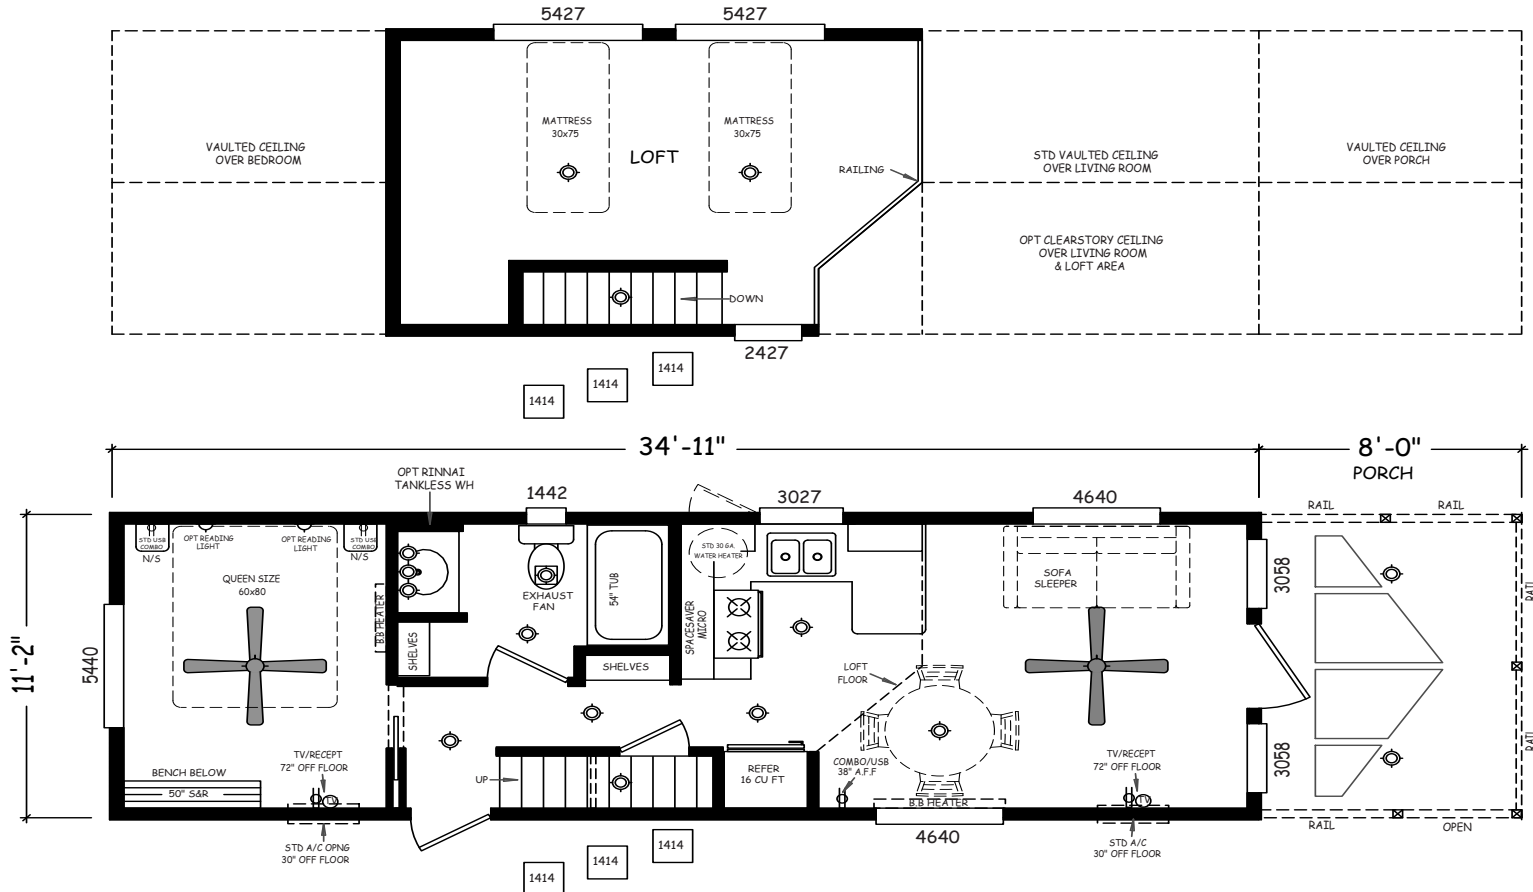 5427
5427
VAULTED CEILING
OVER BEDROOM
MATTRESS
30x75
MATTRESS
30x75
LOFT
RAILING
STD VAULTED CEILING
OVER LIVING ROOM
VAULTED CEILING
OVER PORCH
OPT CLEARSTORY CEILING
OVER LIVING ROOM
& LOFT AREA
DOWN
2427
1414
1414
1414
34'-11"
8'-0"
PORCH
OPT RINNAI
TANKLESS WH
1442
3027
4640
RAIL
RAIL
STD USB
COMBO
N/S
OPT READING
LIGHT
OPT READING
LIGHT
STD USB
COMBO
N/S
QUEEN SIZE
60x80
B.B HEATER
SHELVES
EXHAUST
FAN
54" TUB
SHELVES
STD 30 GA.
WATER HEATER
SPACESAVER
MICRO
SOFA
SLEEPER
3058
RAIL
11'-2"
5440
LOFT
FLOOR
TV/RECEPT
72" OFF FLOOR
BENCH BELOW
50" S&R
UP
REFER
16 CU FT
COMBO/USB
38" A.F.F
B.B HEATER
TV/RECEPT
72" OFF FLOOR
3058
RAIL
4640
RAIL
OPEN
STD A/C OPNG
30" OFF FLOOR
STD A/C
30" OFF FLOOR
1414
1414
1414